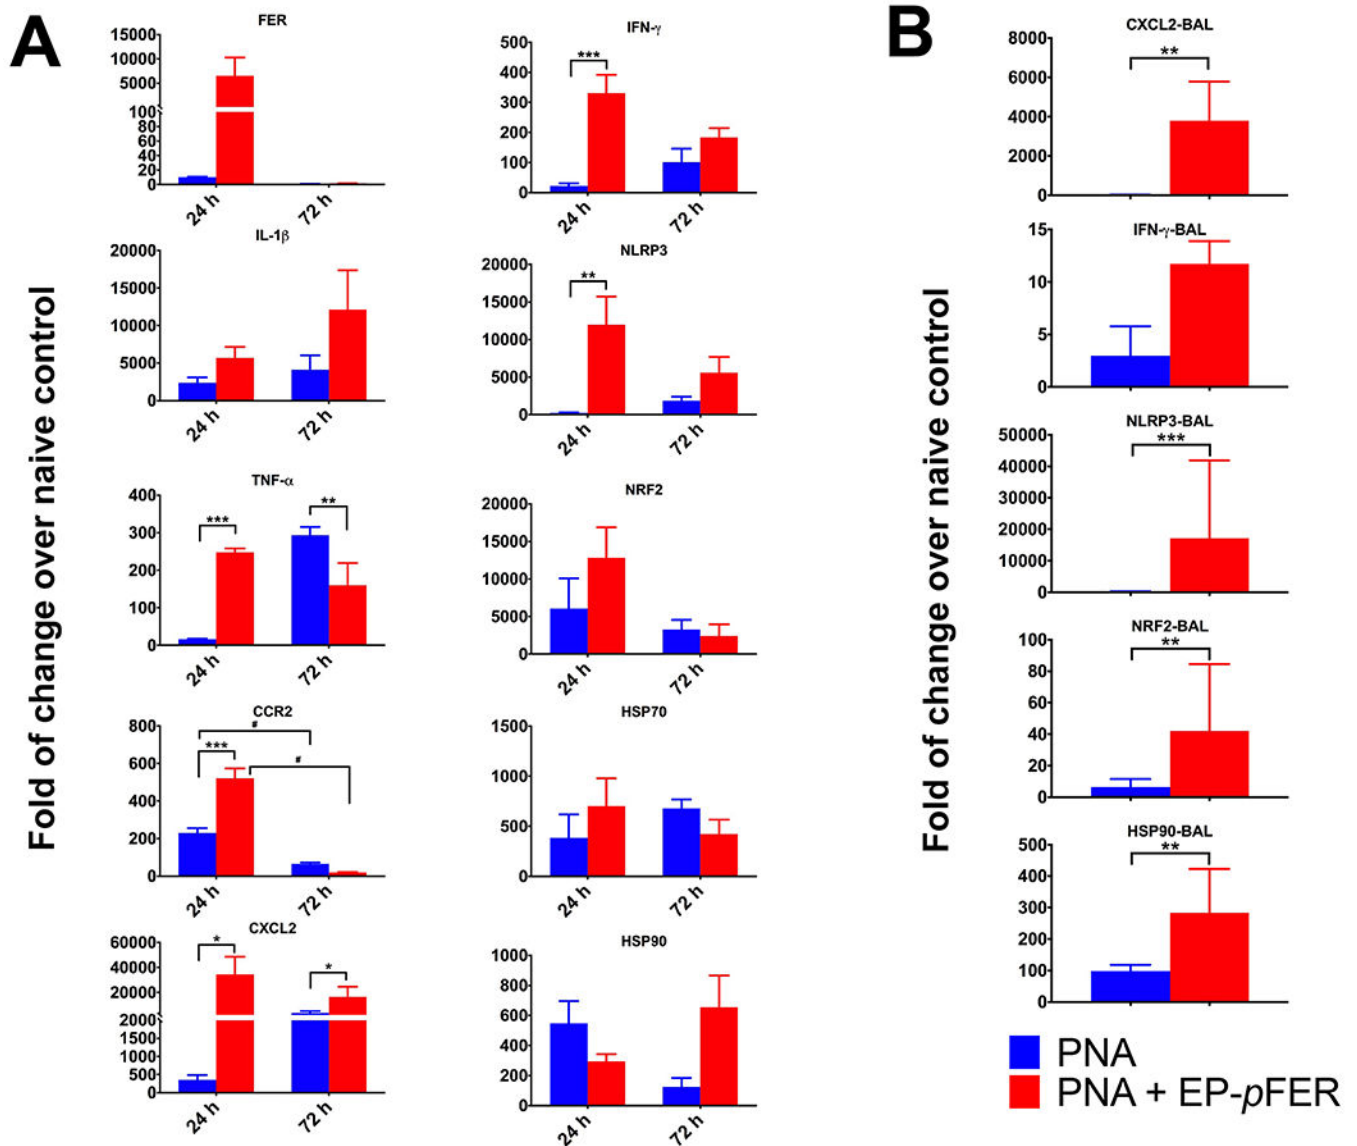 A
FER
15000
10000
5000
100
80
60
40
20
0
24 h
72 h
IFN-γ
500
400
300
200
100
0
***
24 h
72 h
IL-1β
20000
15000
10000
5000
0
24 h
72 h
NLRP3
20000
15000
10000
5000
0
**
24 h
72 h
TNF-α
400
300
200
100
0
***
**
24 h
72 h
NRF2
20000
15000
10000
5000
0
24 h
72 h
CCR2
800
600
400
200
0
#
***
#
24 h
72 h
HSP70
1500
1000
500
0
24 h
72 h
CXCL2
60000
40000
20000
2000
1500
1000
500
0
*
*
24 h
72 h
HSP90
1000
800
600
400
200
0
24 h
72 h
Fold of change over naive control
B
CXCL2-BAL
8000
6000
4000
2000
0
**
IFN-γ-BAL
15
10
5
0
NLRP3-BAL
50000
40000
30000
20000
10000
0
***
NRF2-BAL
100
80
60
40
20
0
**
HSP90-BAL
500
400
300
200
100
0
**
Fold of change over naive control
PNA
PNA + EP-pFER